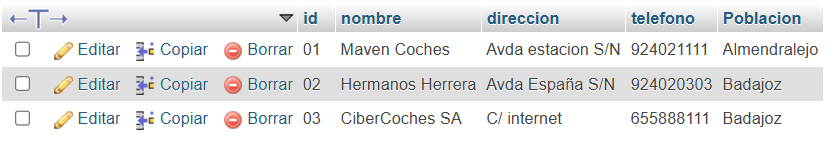 id nombre direccion telefono Poblacion
Editar Copiar Borrar 01 Maven Coches Avda estacion S/N 924021111 Almendralejo
Editar Copiar Borrar 02 Hermanos Herrera Avda España S/N 924020303 Badajoz
Editar Copiar Borrar 03 CiberCoches SA C/ internet 655888111 Badajoz